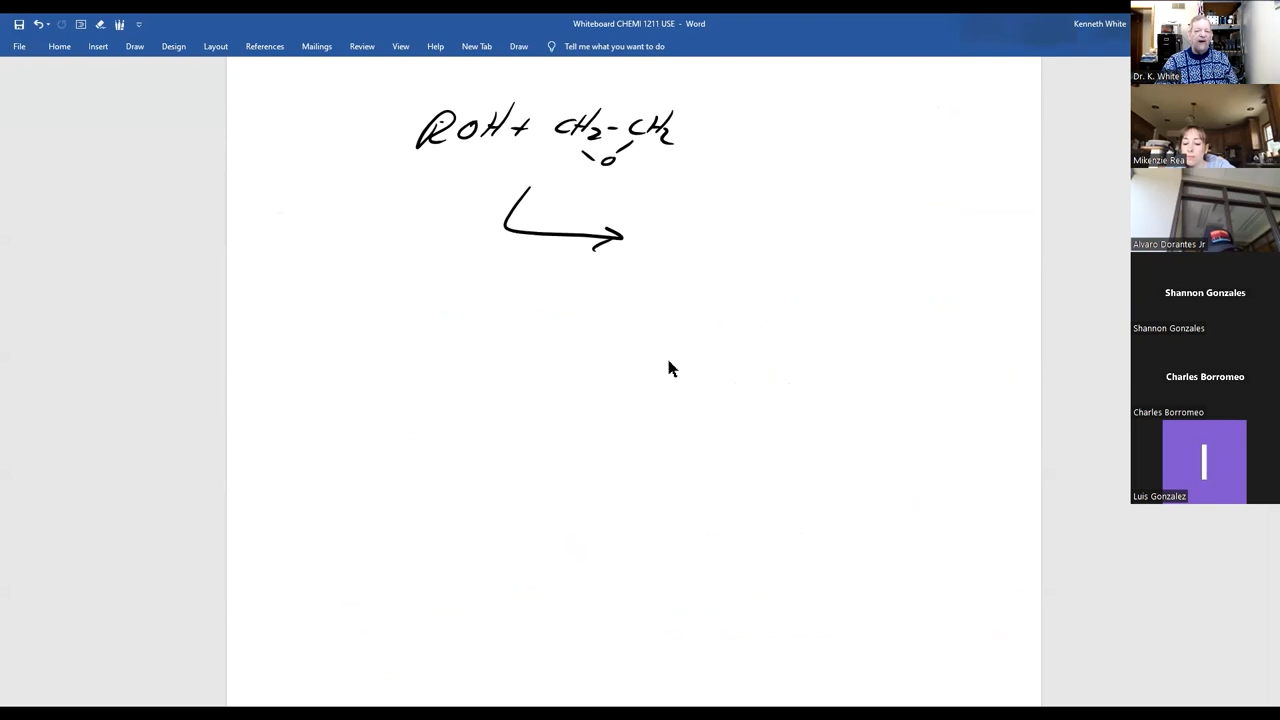 Whiteboard CHEMI 1211 USE - Word
Kenneth White
File Home Insert Draw Design Layout References Mailings Review View Help New Tab Draw Tell me what you want to do
ROH + CH2-CH2
O
Dr. K. White
Mikenzie Rea
Alvaro Dorantes Jr
Shannon Gonzales
Shannon Gonzales
Charles Borromeo
Charles Borromeo
I
Luis Gonzalez